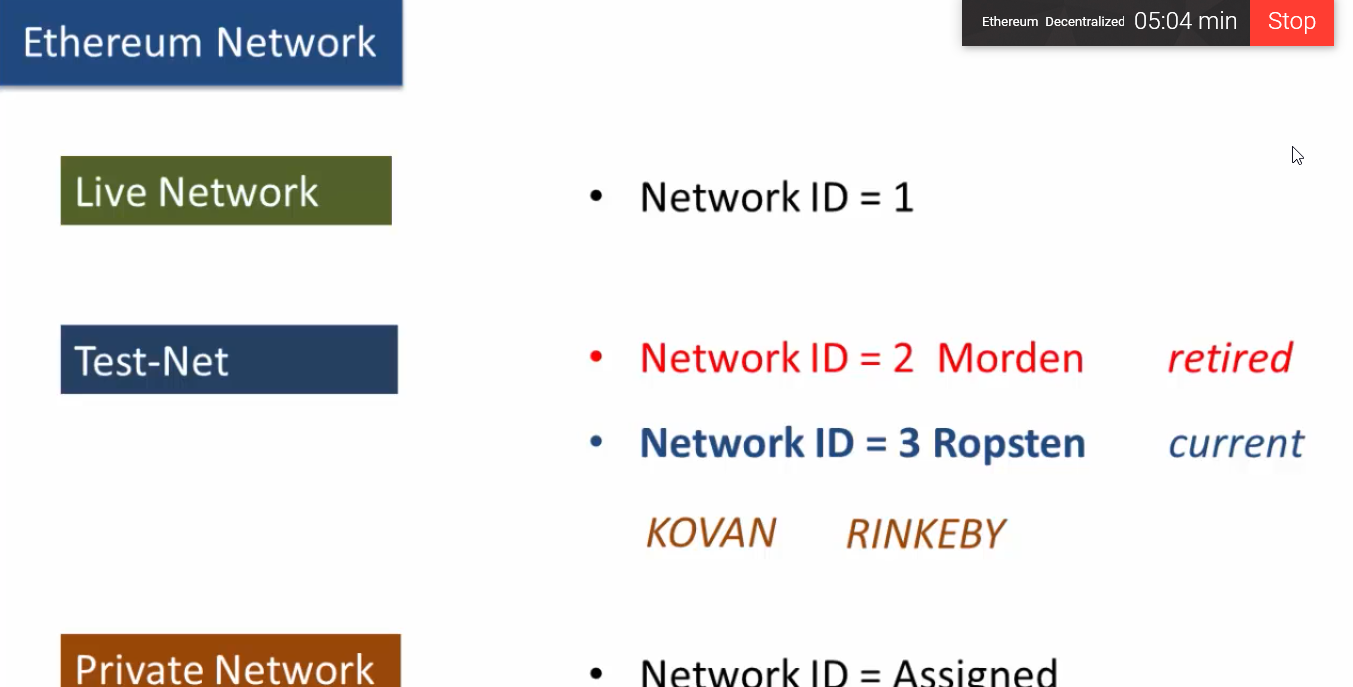 Ethereum Network
Ethereum Decentralized 05:04 min Stop
Live Network
• Network ID = 1
Test-Net
• Network ID = 2 Morden retired
• Network ID = 3 Ropsten current
KOVAN RINKEBY
Private Network
• Network ID = Assigned